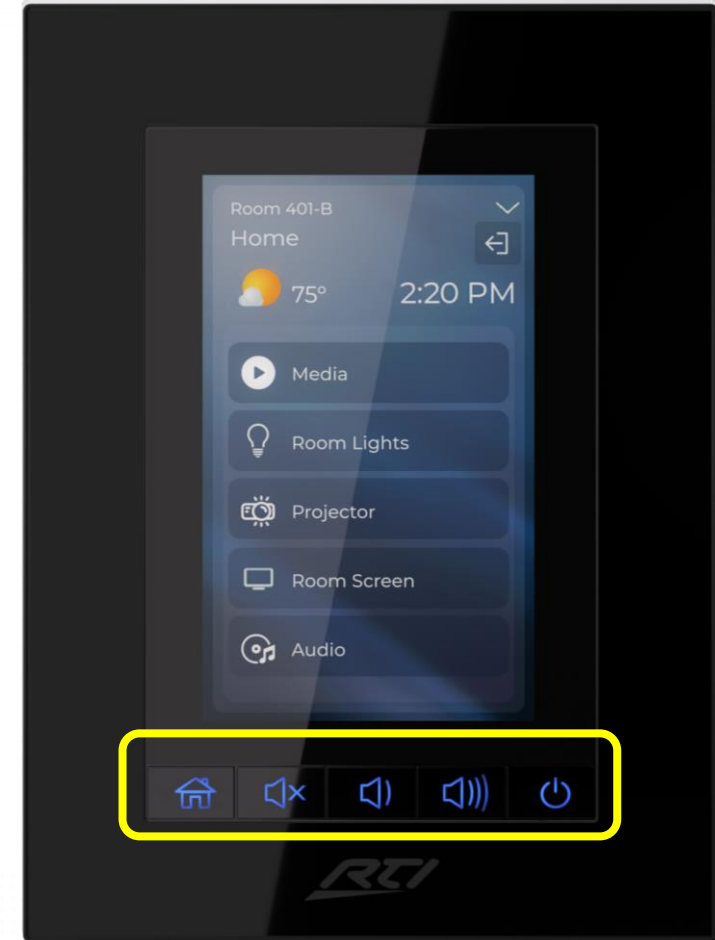 Room 401-B
Home
75° 2:20 PM
Media
Room Lights
Projector
Room Screen
Audio
RTI